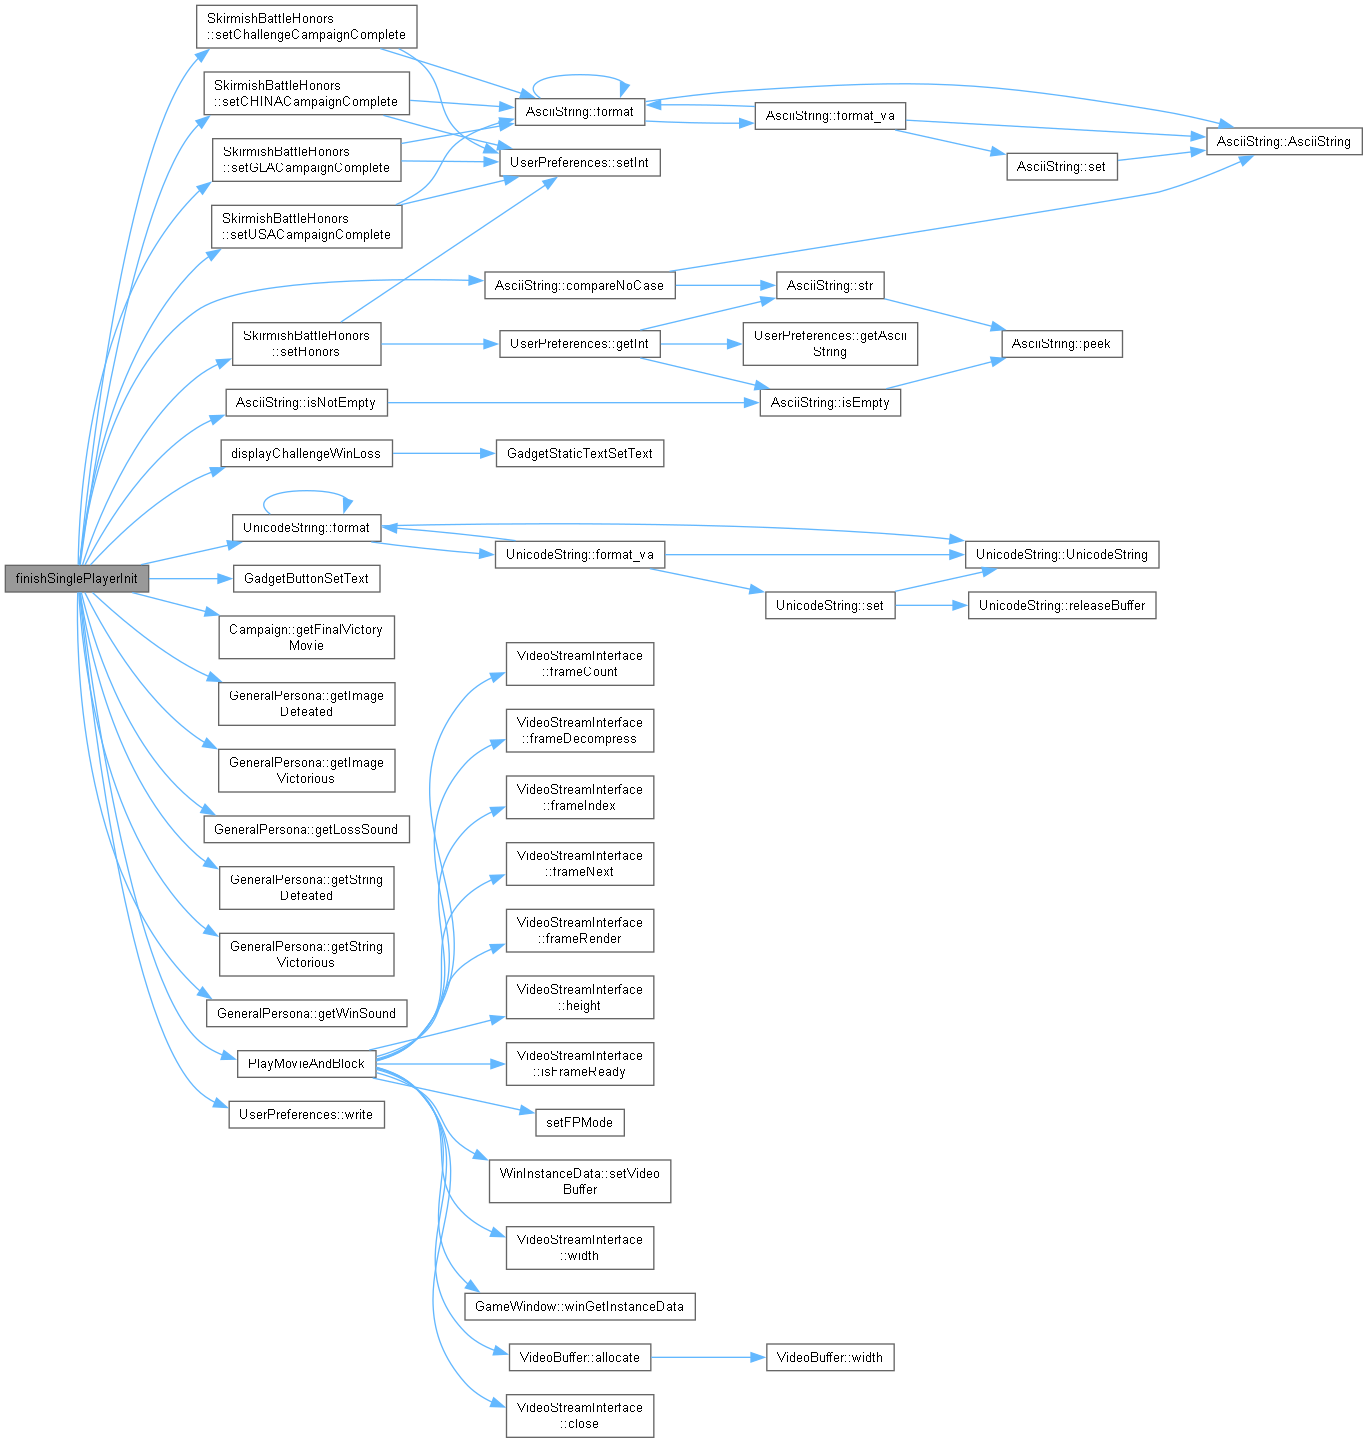 SkirmishBattleHonors
::setChallengeCampaignComplete
SkirmishBattleHonors
::setCHINACampaignComplete
SkirmishBattleHonors
::setGLACampaignComplete
SkirmishBattleHonors
::setUSACampaignComplete
AsciiString::format
UserPreferences::setInt
AsciiString::format_va
AsciiString::set
AsciiString::AsciiString
AsciiString::compareNoCase
AsciiString::str
SkirmishBattleHonors
::setHonors
UserPreferences::getInt
UserPreferences::getAscii
String
AsciiString::peek
AsciiString::isNotEmpty
AsciiString::isEmpty
displayChallengeWinLoss
GadgetStaticTextSetText
UnicodeString::format
UnicodeString::format_va
UnicodeString::UnicodeString
finishSinglePlayerInit
GadgetButtonSetText
UnicodeString::set
UnicodeString::releaseBuffer
Campaign::getFinalVictory
Movie
GeneralPersona::getImage
Defeated
GeneralPersona::getImage
Victorious
GeneralPersona::getLossSound
GeneralPersona::getString
Defeated
GeneralPersona::getString
Victorious
GeneralPersona::getWinSound
PlayMovieAndBlock
UserPreferences::write
VideoStreamInterface
::frameCount
VideoStreamInterface
::frameDecompress
VideoStreamInterface
::frameIndex
VideoStreamInterface
::frameNext
VideoStreamInterface
::frameRender
VideoStreamInterface
::height
VideoStreamInterface
::isFrameReady
setFPMode
WinInstanceData::setVideo
Buffer
VideoStreamInterface
::width
GameWindow::winGetInstanceData
VideoBuffer::allocate
VideoBuffer::width
VideoStreamInterface
::close